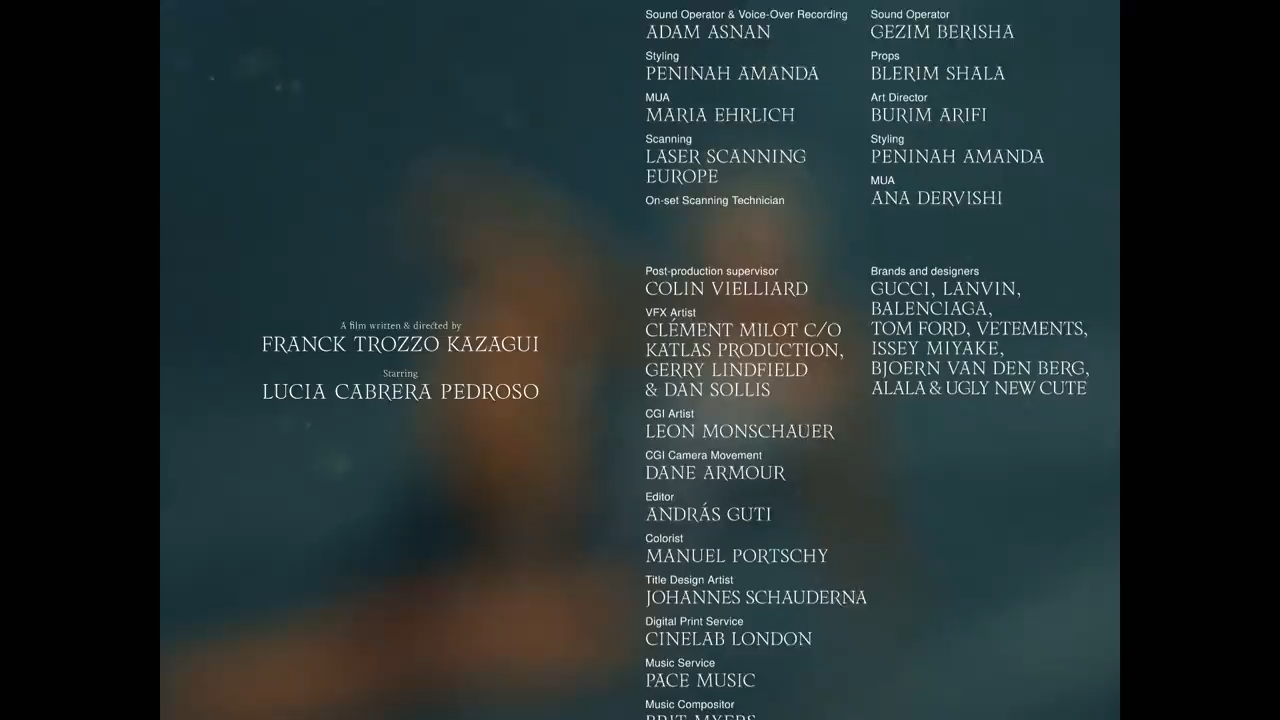 A film written & directed by
FRANCK TROZZO KAZAGUI
Starring
LUCIA CABRERA PEDROSO
Sound Operator & Voice-Over Recording
ADAM ASNAN
Styling
PENINAH AMANDA
MUA
MARIA EHRLICH
Scanning
LASER SCANNING
EUROPE
On-set Scanning Technician
Sound Operator
GEZIM BERISHA
Props
BLERIM SHALA
Art Director
BURIM ARIFI
Styling
PENINAH AMANDA
MUA
ANA DERVISHI
Post-production supervisor
COLIN VIELLIARD
VFX Artist
CLÉMENT MILOT C/O
KATLAS PRODUCTION,
GERRY LINDFIELD
& DAN SOLLIS
CGI Artist
LEON MONSCHAUER
CGI Camera Movement
DANE ARMOUR
Editor
ANDRÁS GUTI
Colorist
MANUEL PORTSCHY
Title Design Artist
JOHANNES SCHAUDERNA
Digital Print Service
CINELAB LONDON
Music Service
PACE MUSIC
Music Compositor
BRIT MYERS
Brands and designers
GUCCI, LANVIN,
BALENCIAGA,
TOM FORD, VETEMENTS,
ISSEY MIYAKE,
BJOERN VAN DEN BERG,
ALALA & UGLY NEW CUTE